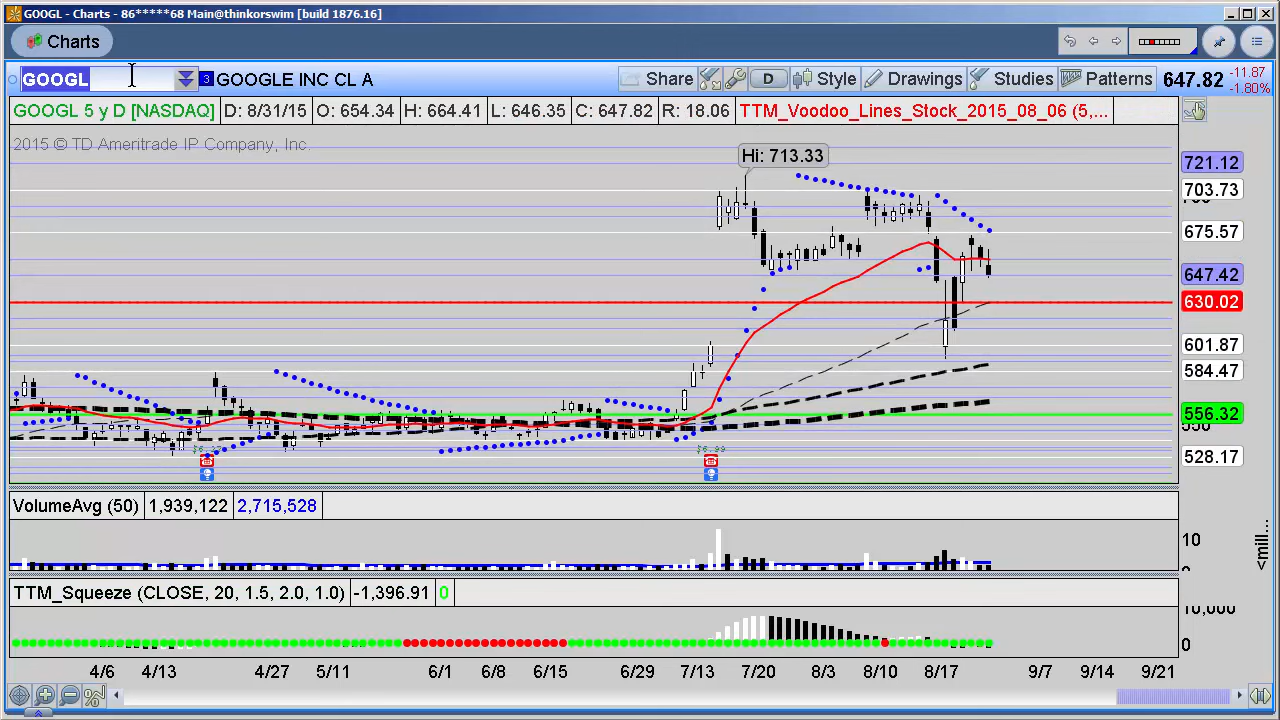 GOOGL - Charts - 86*****68 Main@thinkorswim [build 1876.16]
Charts
GOOGL 3 GOOGLE INC CL A Share D Style Drawings Studies Patterns 647.82 -11.87 -1.80%
GOOGL 5 y D [NASDAQ] D: 8/31/15 O: 654.34 H: 664.41 L: 646.35 C: 647.82 R: 18.06 TTM_Voodoo_Lines_Stock_2015_08_06 (5,...
2015 © TD Ameritrade IP Company, Inc.
Hi: 713.33
721.12
703.73
675.57
647.42
630.02
601.87
584.47
556.32
528.17
VolumeAvg (50) 1,939,122 2,715,528
10
<mill...
TTM_Squeeze (CLOSE, 20, 1.5, 2.0, 1.0) -1,396.91 0
10,000
0
4/6 4/13 4/27 5/11 6/1 6/8 6/15 6/29 7/13 7/20 8/3 8/10 8/17 9/7 9/14 9/21